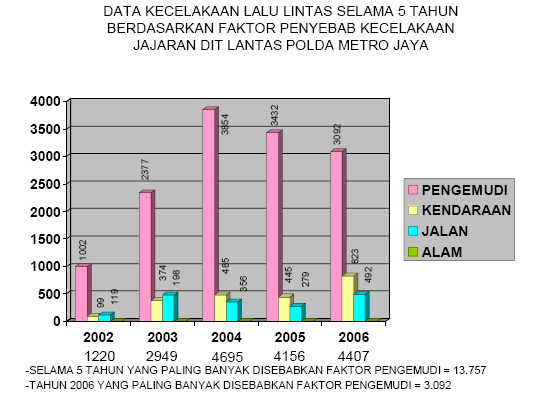 DATA KECELAKAAN LALU LINTAS SELAMA 5 TAHUN
BERDASARKAN FAKTOR PENYEBAB KECELAKAAN
JAJARAN DIT LANTAS POLDA METRO JAYA
4000
3500
3000
2500
2000
1500
1000
500
0
1002
99
119
2377
374
198
3854
485
356
3432
445
279
3092
823
492
PENGEMUDI
KENDARAAN
JALAN
ALAM
2002 2003 2004 2005 2006
1220 2949 4695 4156 4407
-SELAMA 5 TAHUN YANG PALING BANYAK DISEBABKAN FAKTOR PENGEMUDI = 13.757
-TAHUN 2006 YANG PALING BANYAK DISEBABKAN FAKTOR PENGEMUDI = 3.092